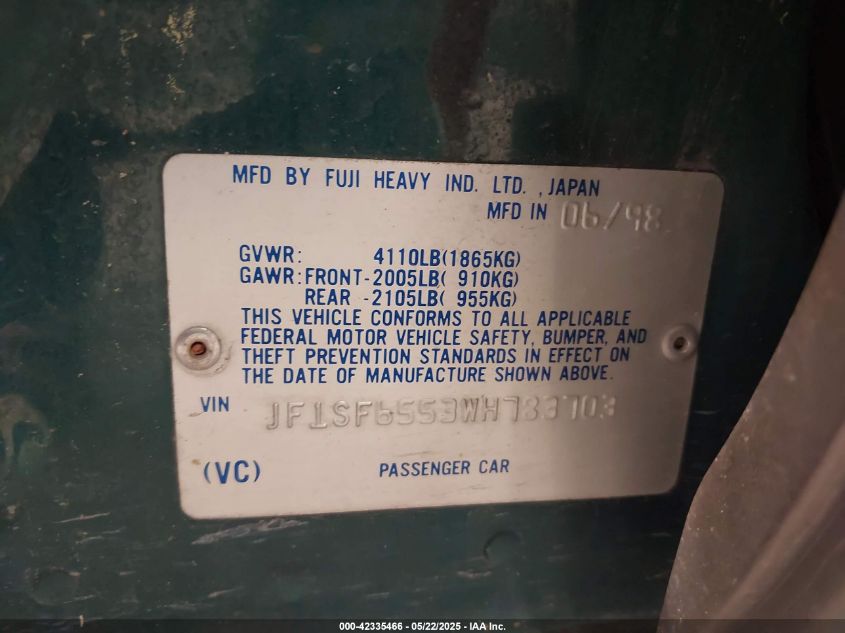 MFD BY FUJI HEAVY IND. LTD. , JAPAN
MFD IN 06/98
GVWR: 4110LB(1865KG)
GAWR:FRONT-2005LB( 910KG)
REAR -2105LB( 955KG)
THIS VEHICLE CONFORMS TO ALL APPLICABLE
FEDERAL MOTOR VEHICLE SAFETY, BUMPER, AND
THEFT PREVENTION STANDARDS IN EFFECT ON
THE DATE OF MANUFACTURE SHOWN ABOVE.
VIN JF1SF6553WH783703
(VC) PASSENGER CAR
000-42335466 - 05/22/2025 - IAA Inc.